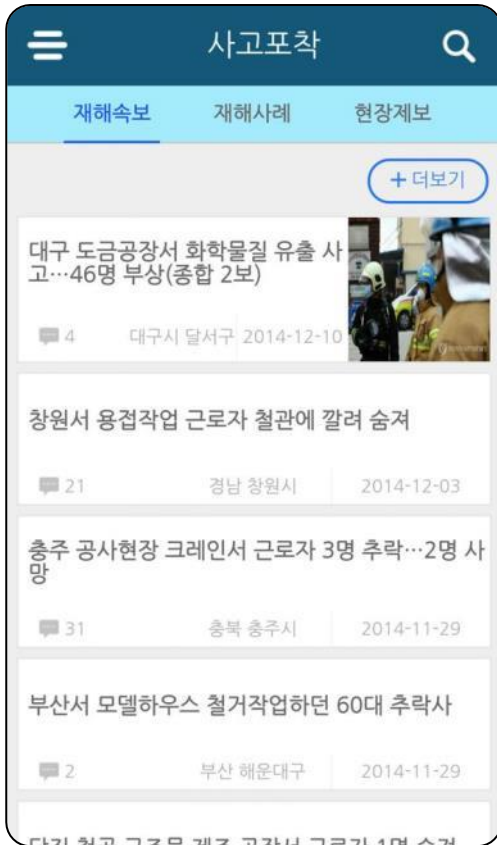 사고포착
재해속보 재해사례 현장제보
+ 더보기
대구 도금공장서 화학물질 유출 사
고…46명 부상(종합 2보)
4 대구시 달서구 2014-12-10
창원서 용접작업 근로자 철관에 깔려 숨져
21 경남 창원시 2014-12-03
충주 공사현장 크레인서 근로자 3명 추락…2명 사
망
31 충북 충주시 2014-11-29
부산서 모델하우스 철거작업하던 60대 추락사
2 부산 해운대구 2014-11-29